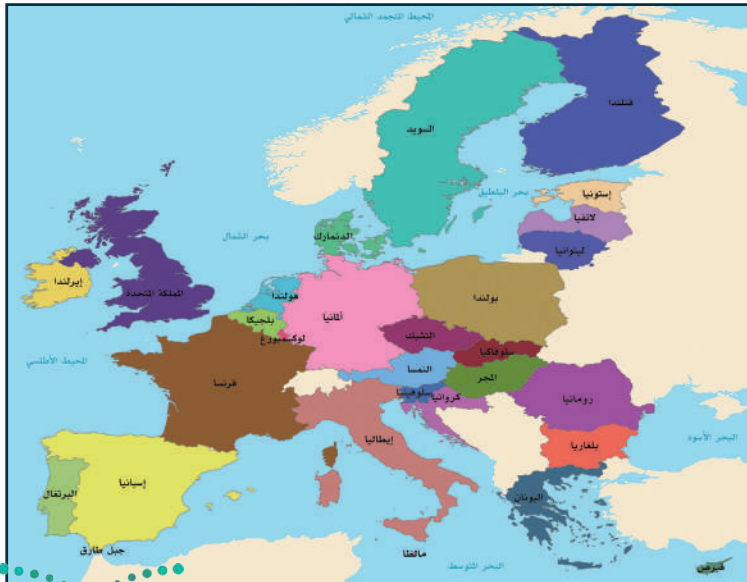 المحيط المتجمد الشمالي
فنلندا
السويد
إستونيا
بحر البلطيق
لاتفيا
بحر الشمال
الدنمارك
ليتوانيا
إيرلندا
المملكة المتحدة
هولندا
بولندا
بلجيكا
ألمانيا
لوكيسمبورغ
التشيك
سلوفاكيا
المحيط الأطلسي
النمسا
المجر
فرنسا
سلوفينيا
كرواتيا
رومانيا
إيطاليا
بلغاريا
البحر الأسود
إسبانيا
البرتغال
اليونان
جبل طارق
مالطا
البحر المتوسط
قبرص